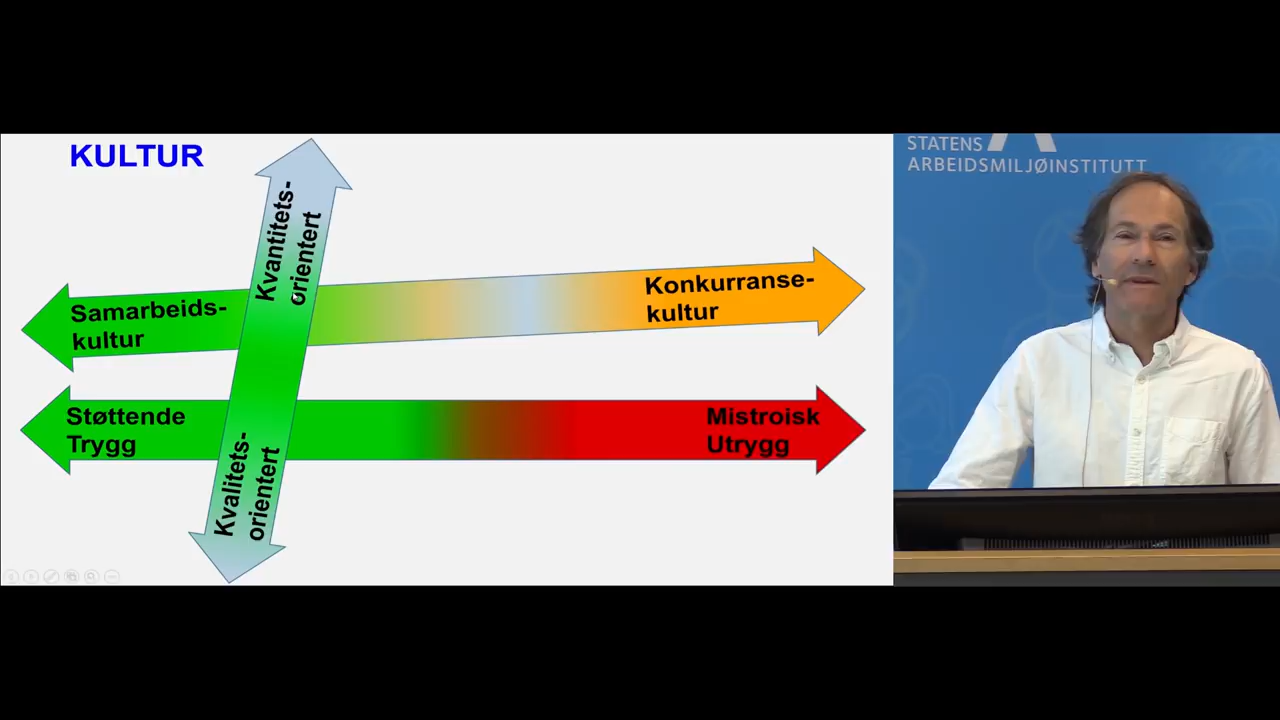 KULTUR
Kvantitets-
orientert
Samarbeids-
kultur
Konkurranse-
kultur
Støttende
Trygg
Mistroisk
Utrygg
Kvalitets-
orientert
STATENS
ARBEIDSMILJØINSTITUTT